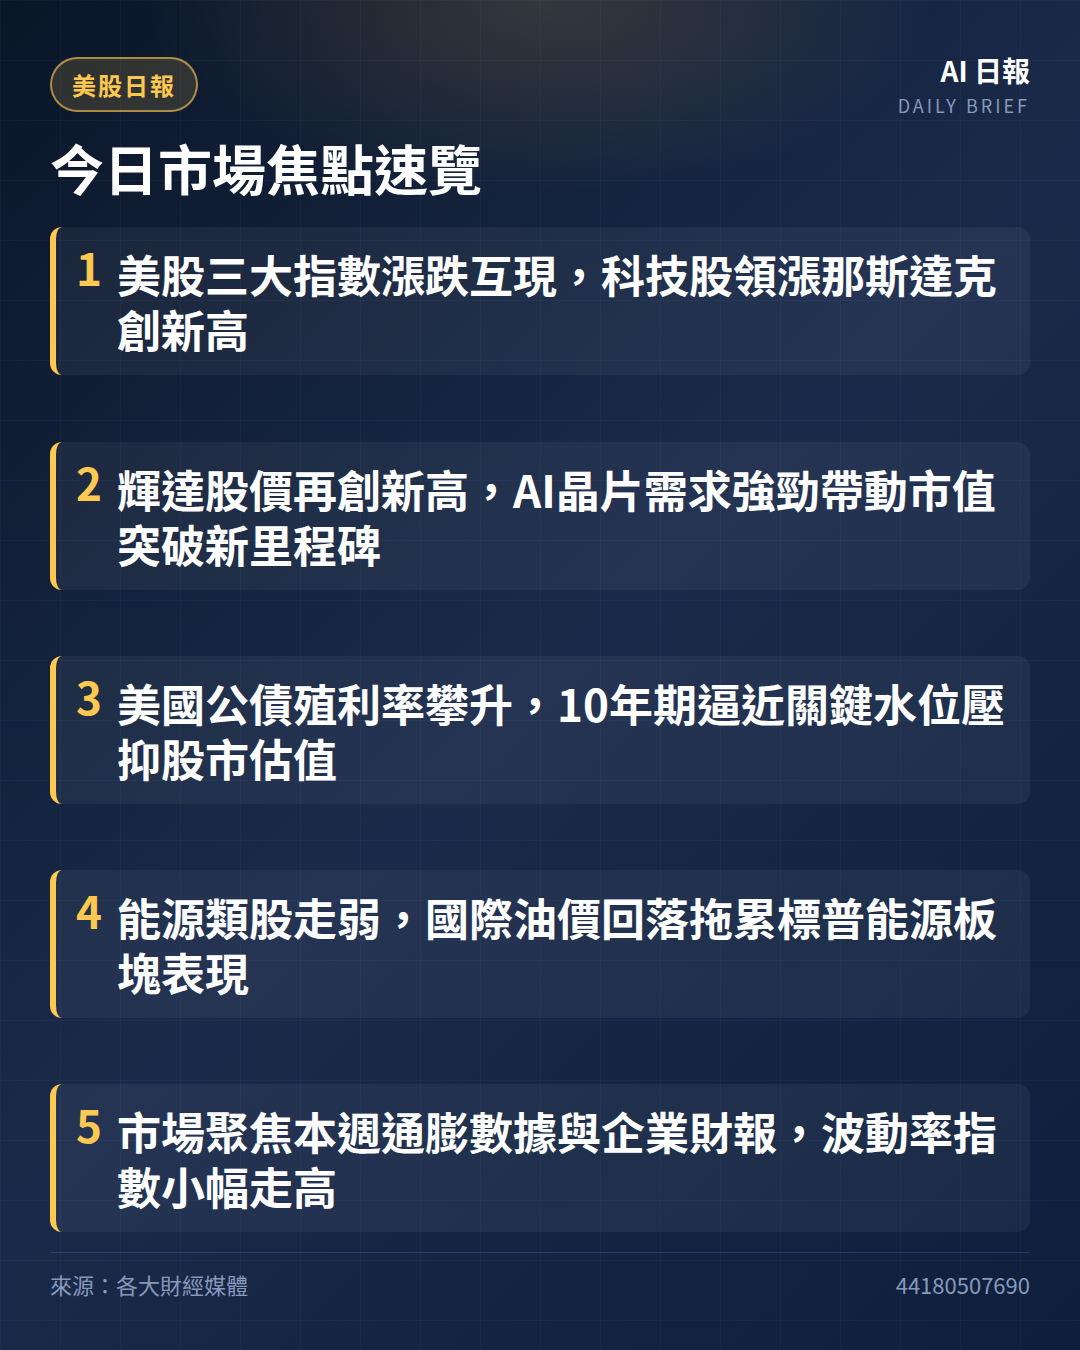 美股日報
AI 日報
DAILY BRIEF
今日市場焦點速覽
1 美股三大指數漲跌互現，科技股領漲那斯達克
創新高
2 輝達股價再創新高，AI晶片需求強勁帶動市值
突破新里程碑
3 美國公債殖利率攀升，10年期逼近關鍵水位壓
抑股市估值
4 能源類股走弱，國際油價回落拖累標普能源板
塊表現
5 市場聚焦本週通膨數據與企業財報，波動率指
數小幅走高
來源：各大財經媒體
44180507690